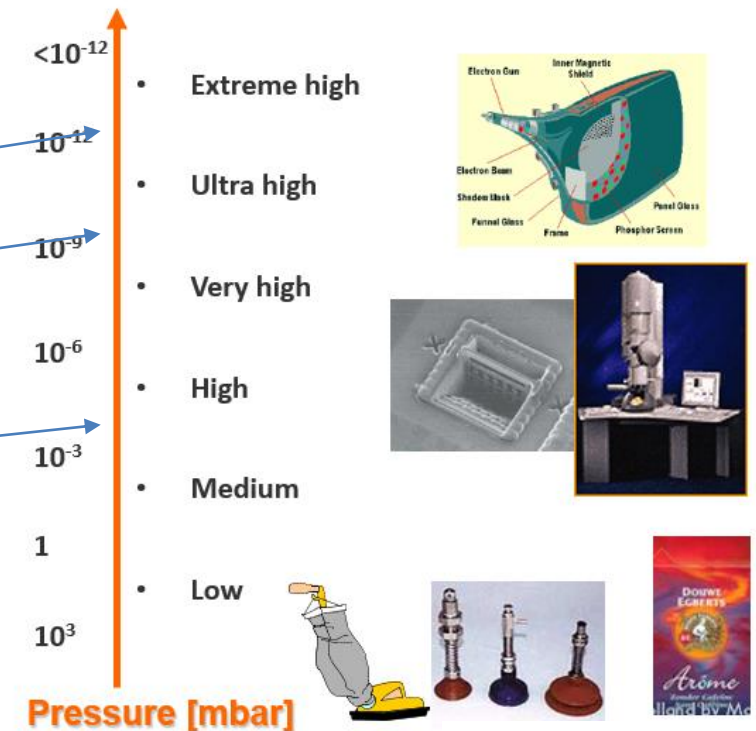 <10⁻¹²
Extreme high
10⁻¹²
Ultra high
10⁻⁹
Very high
10⁻⁶
High
10⁻³
Medium
1
Low
10³
Pressure [mbar]
Electron Gun
Inner Magnetic
Shield
Electron Beam
Shadow Mask
Funnel Glass
Frame
Phosphor Screen
Panel Glass
DOUWE
EGBERTS
Arôme